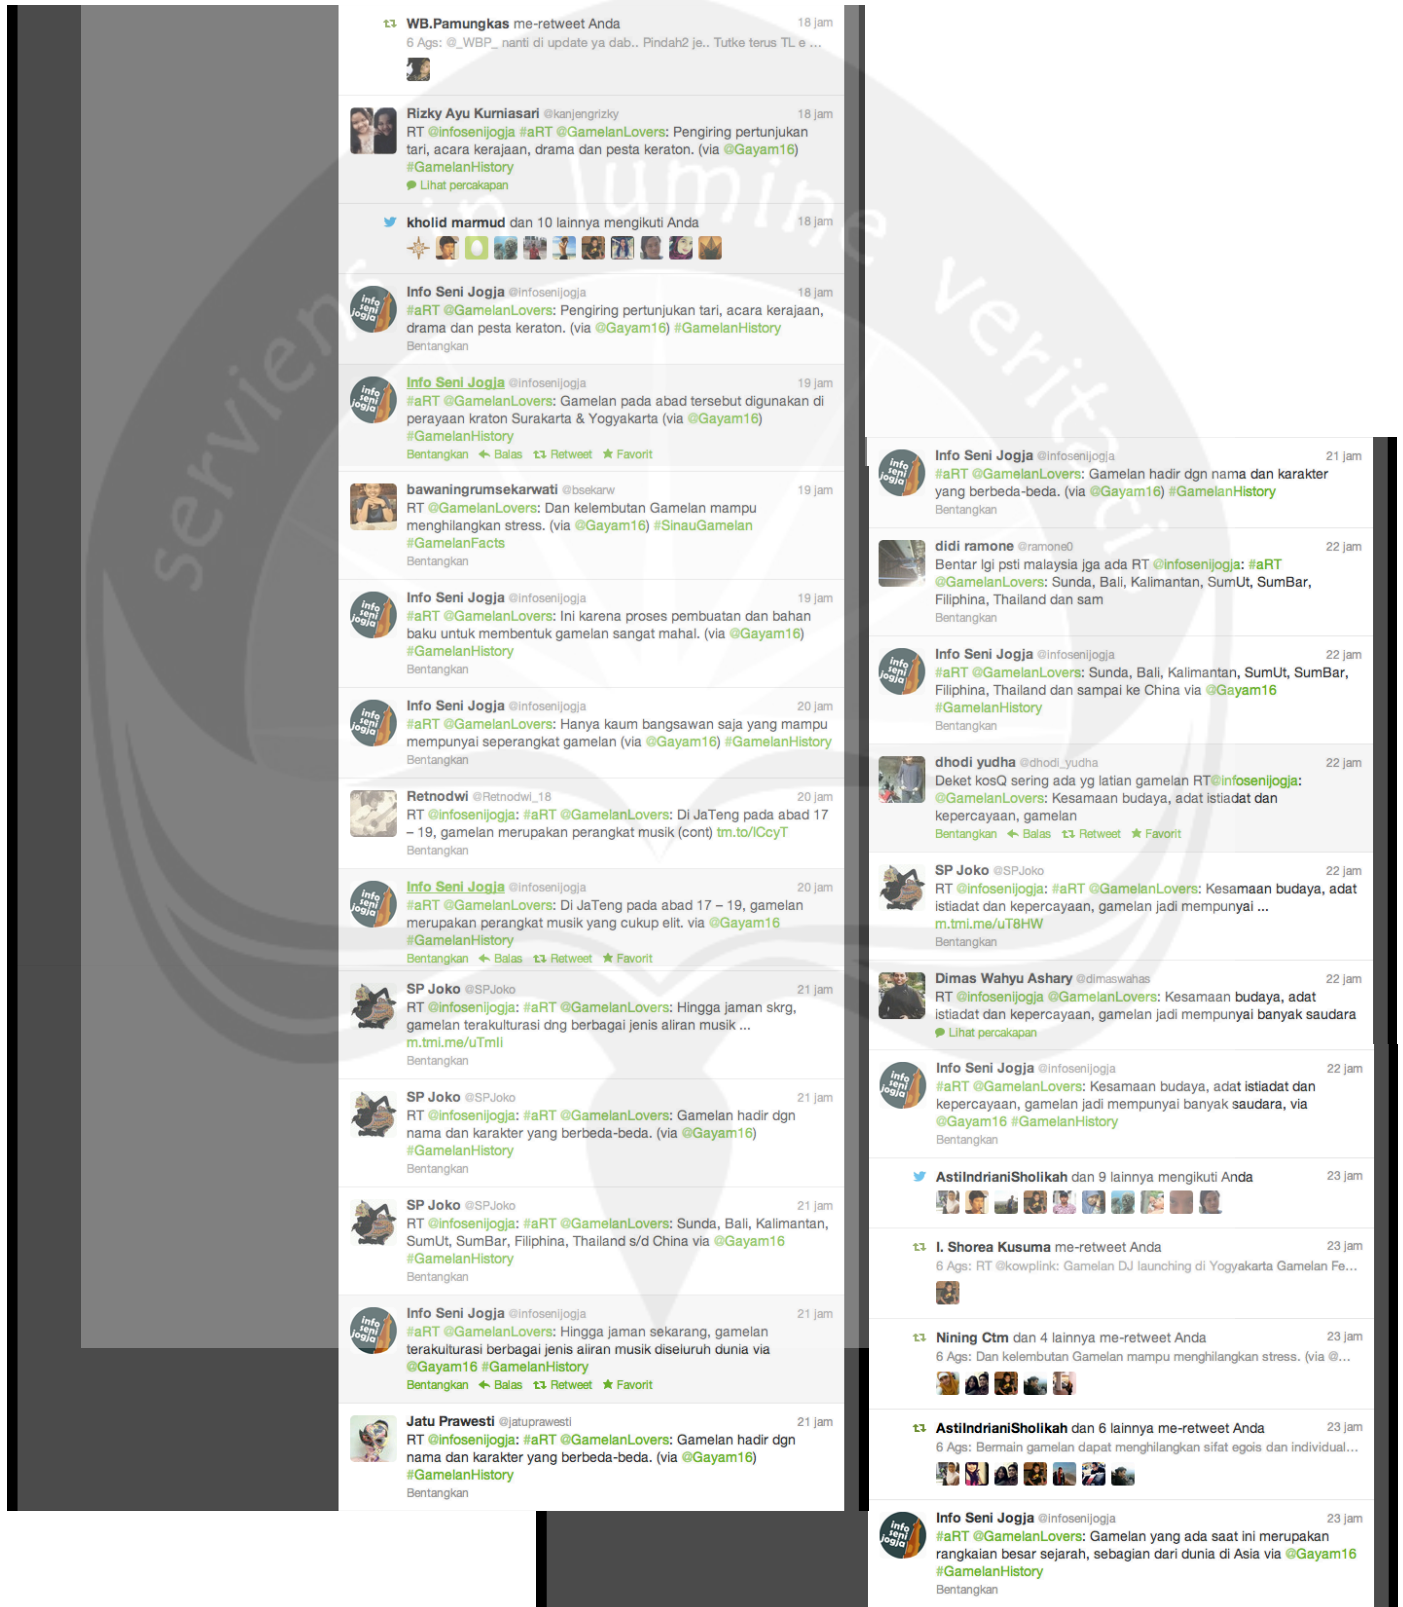 WB.Pamungkas me-retweet Anda 18 jam
6 Ags: @_WBP_ nanti di update ya dab.. Pindah2 je.. Tutke terus TL e ...
Rizky Ayu Kurniasari @kanjengrizky 18 jam
RT @infosenijogja #aRT @GamelanLovers: Pengiring pertunjukan
tari, acara kerajaan, drama dan pesta keraton. (via @Gayam16)
#GamelanHistory
Lihat percakapan
kholid marmud dan 10 lainnya mengikuti Anda 18 jam
Info Seni Jogja @infosenijogja 18 jam
#aRT @GamelanLovers: Pengiring pertunjukan tari, acara kerajaan,
drama dan pesta keraton. (via @Gayam16) #GamelanHistory
Bentangkan
Info Seni Jogja @infosenijogja 19 jam
#aRT @GamelanLovers: Gamelan pada abad tersebut digunakan di
perayaan kraton Surakarta & Yogyakarta (via @Gayam16)
#GamelanHistory
Bentangkan Balas Retweet Favorit
bawaningrumsekarwati @bsekarw 19 jam
RT @GamelanLovers: Dan kelembutan Gamelan mampu
menghilangkan stress. (via @Gayam16) #SinauGamelan
#GamelanFacts
Bentangkan
Info Seni Jogja @infosenijogja 19 jam
#aRT @GamelanLovers: Ini karena proses pembuatan dan bahan
baku untuk membentuk gamelan sangat mahal. (via @Gayam16)
#GamelanHistory
Bentangkan
Info Seni Jogja @infosenijogja 20 jam
#aRT @GamelanLovers: Hanya kaum bangsawan saja yang mampu
mempunyai seperangkat gamelan (via @Gayam16) #GamelanHistory
Bentangkan
Retnodwi @Retnodwi_18 20 jam
RT @infosenijogja: #aRT @GamelanLovers: Di JaTeng pada abad 17
– 19, gamelan merupakan perangkat musik (cont) tm.to/ICcyT
Bentangkan
Info Seni Jogja @infosenijogja 20 jam
#aRT @GamelanLovers: Di JaTeng pada abad 17 – 19, gamelan
merupakan perangkat musik yang cukup elit. via @Gayam16
#GamelanHistory
Bentangkan Balas Retweet Favorit
SP Joko @SPJoko 21 jam
RT @infosenijogja: #aRT @GamelanLovers: Hingga jaman skrg,
gamelan terakulturasi dng berbagai jenis aliran musik ...
m.tmi.me/uTmIi
Bentangkan
SP Joko @SPJoko 21 jam
RT @infosenijogja: #aRT @GamelanLovers: Gamelan hadir dgn
nama dan karakter yang berbeda-beda. (via @Gayam16)
#GamelanHistory
Bentangkan
SP Joko @SPJoko 21 jam
RT @infosenijogja: #aRT @GamelanLovers: Sunda, Bali, Kalimantan,
SumUt, SumBar, Filiphina, Thailand s/d China via @Gayam16
#GamelanHistory
Bentangkan
Info Seni Jogja @infosenijogja 21 jam
#aRT @GamelanLovers: Hingga jaman sekarang, gamelan
terakulturasi berbagai jenis aliran musik diseluruh dunia via
@Gayam16 #GamelanHistory
Bentangkan Balas Retweet Favorit
Jatu Prawesti @jatuprawesti 21 jam
RT @infosenijogja: #aRT @GamelanLovers: Gamelan hadir dgn
nama dan karakter yang berbeda-beda. (via @Gayam16)
#GamelanHistory
Bentangkan
Info Seni Jogja @infosenijogja 21 jam
#aRT @GamelanLovers: Gamelan hadir dgn nama dan karakter
yang berbeda-beda. (via @Gayam16) #GamelanHistory
Bentangkan
didi ramone @ramone0 22 jam
Bentar lgi psti malaysia jga ada RT @infosenijogja: #aRT
@GamelanLovers: Sunda, Bali, Kalimantan, SumUt, SumBar,
Filiphina, Thailand dan sam
Bentangkan
Info Seni Jogja @infosenijogja 22 jam
#aRT @GamelanLovers: Sunda, Bali, Kalimantan, SumUt, SumBar,
Filiphina, Thailand dan sampai ke China via @Gayam16
#GamelanHistory
Bentangkan
dhodi yudha @dhodi_yudha 22 jam
Deket kosQ sering ada yg latian gamelan RT@infosenijogja:
@GamelanLovers: Kesamaan budaya, adat istiadat dan
kepercayaan, gamelan
Bentangkan Balas Retweet Favorit
SP Joko @SPJoko 22 jam
RT @infosenijogja: #aRT @GamelanLovers: Kesamaan budaya, adat
istiadat dan kepercayaan, gamelan jadi mempunyai ...
m.tmi.me/uT8HW
Bentangkan
Dimas Wahyu Ashary @dimaswahas 22 jam
RT @infosenijogja @GamelanLovers: Kesamaan budaya, adat
istiadat dan kepercayaan, gamelan jadi mempunyai banyak saudara
Lihat percakapan
Info Seni Jogja @infosenijogja 22 jam
#aRT @GamelanLovers: Kesamaan budaya, adat istiadat dan
kepercayaan, gamelan jadi mempunyai banyak saudara, via
@Gayam16 #GamelanHistory
Bentangkan
AstiIndrianiSholikah dan 9 lainnya mengikuti Anda 23 jam
I. Shorea Kusuma me-retweet Anda 23 jam
6 Ags: RT @kowplink: Gamelan DJ launching di Yogyakarta Gamelan Fe...
Nining Ctm dan 4 lainnya me-retweet Anda 23 jam
6 Ags: Dan kelembutan Gamelan mampu menghilangkan stress. (via @...
AstiIndrianiSholikah dan 6 lainnya me-retweet Anda 23 jam
6 Ags: Bermain gamelan dapat menghilangkan sifat egois dan individual...
Info Seni Jogja @infosenijogja 23 jam
#aRT @GamelanLovers: Gamelan yang ada saat ini merupakan
rangkaian besar sejarah, sebagian dari dunia di Asia via @Gayam16
#GamelanHistory
Bentangkan
serviens in lumine veritatis